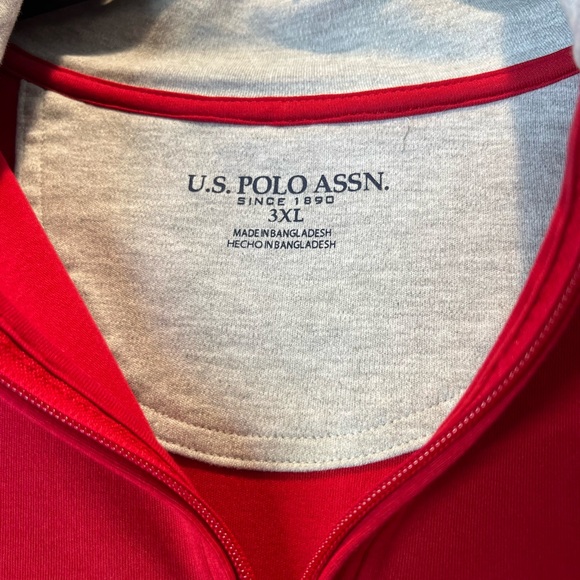 U.S. POLO ASSN.
SINCE 1890
3XL
MADE IN BANGLADESH
HECHO IN BANGLADESH